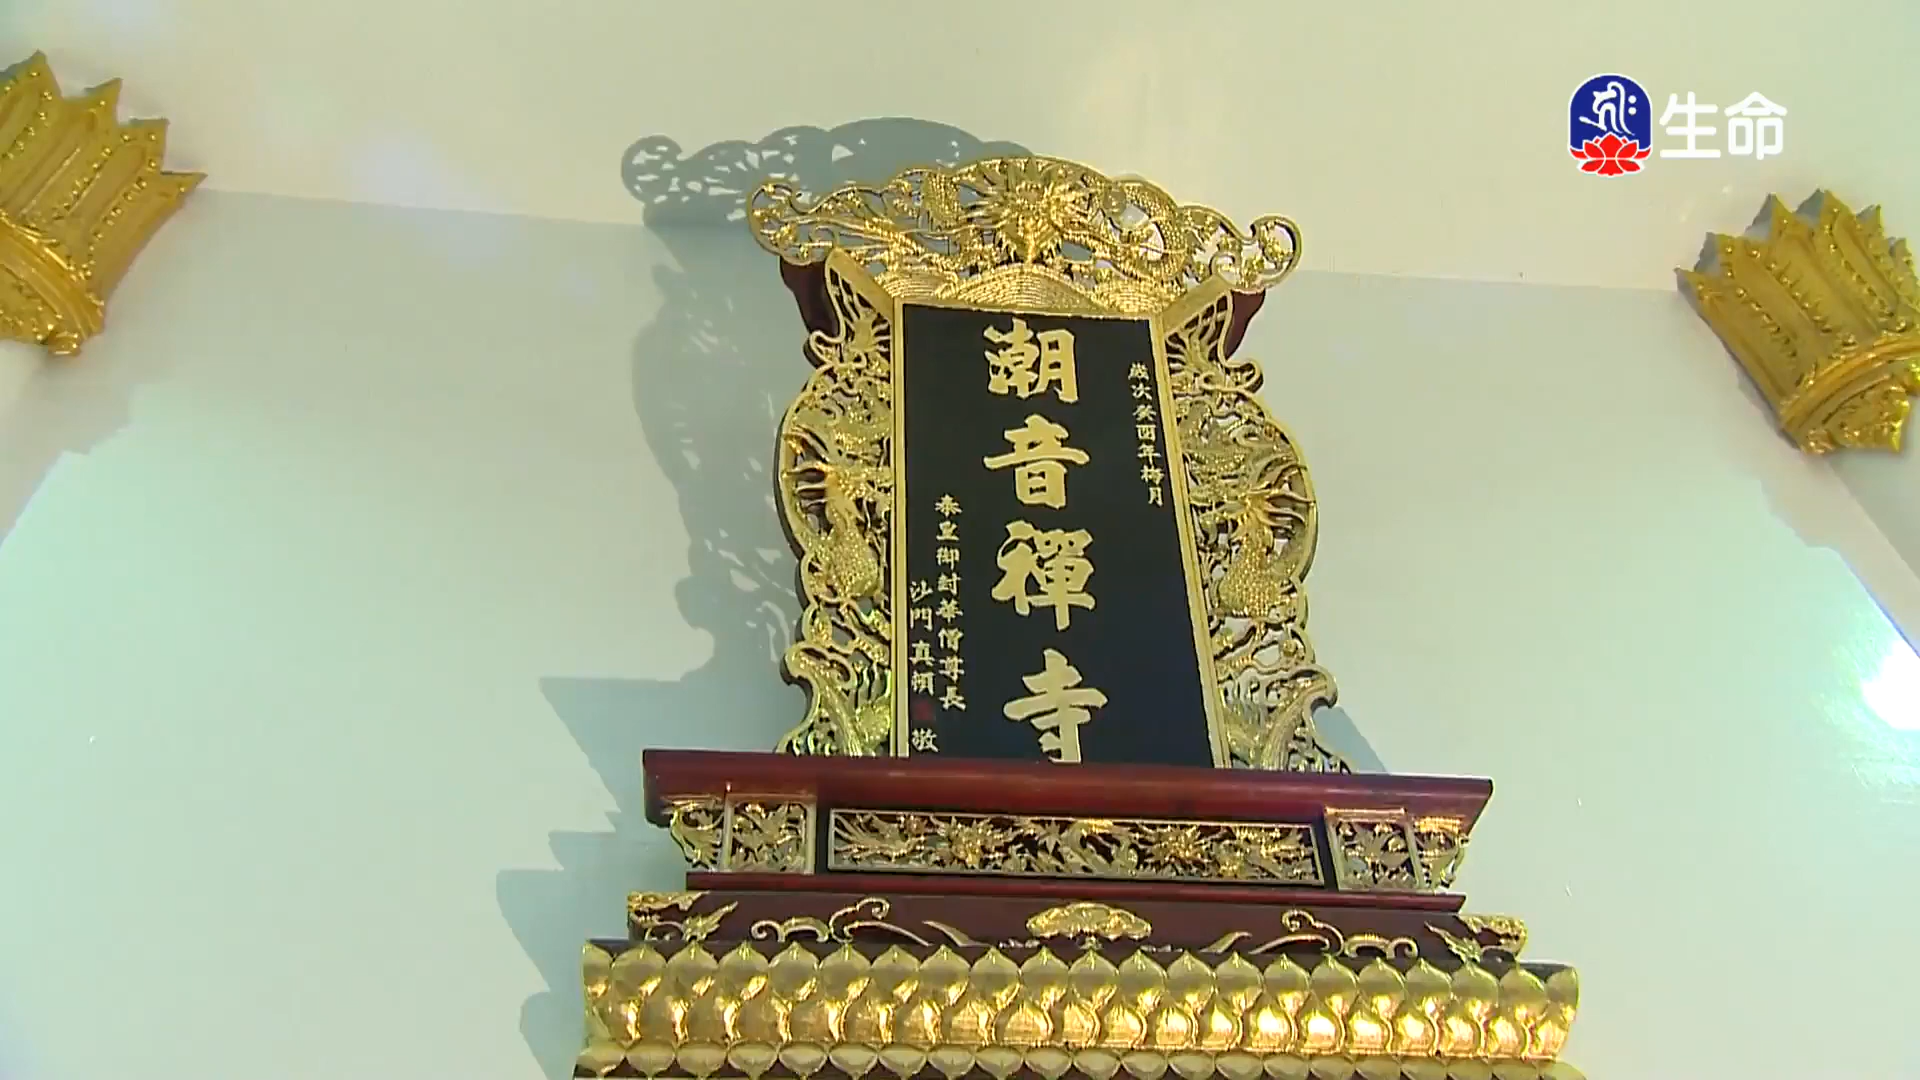 生命
歲次癸酉年梅月
潮音禪寺
泰皇御封華僧尊長
沙門真頓
敬